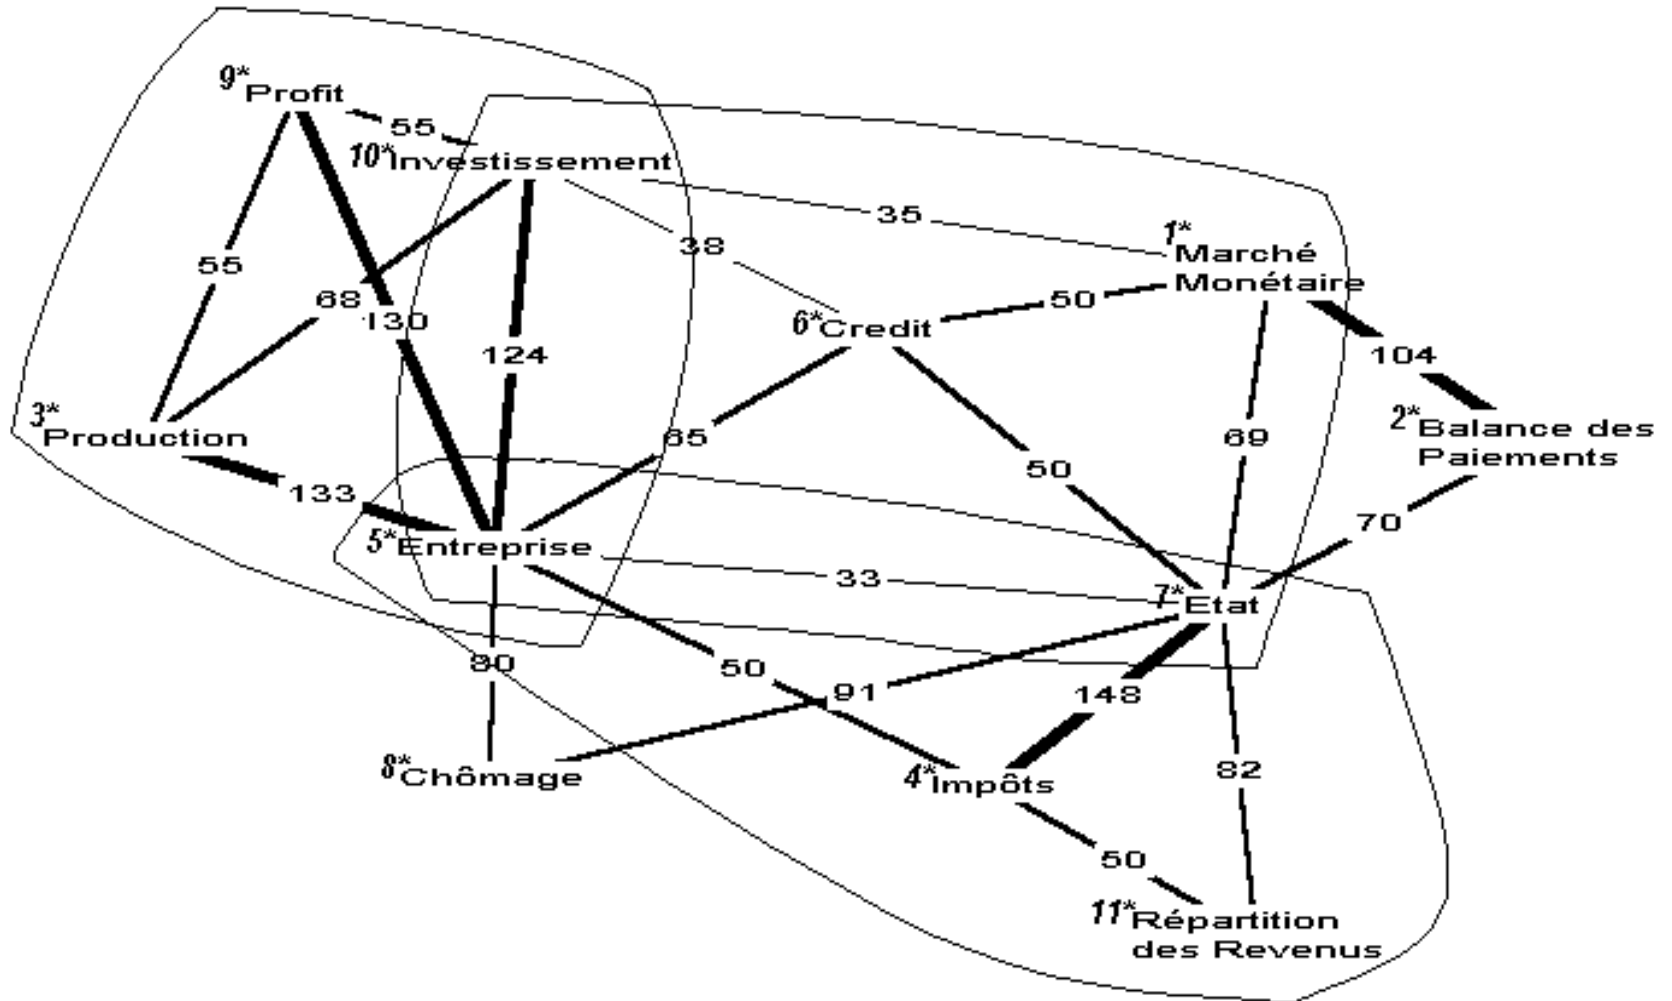 9* Profit
55
10* Investissement
35
38
1* Marché
Monétaire
55
68
130
50
6* Credit
124
104
3* Production
65
69
2* Balance des
Paiements
50
133
70
5* Entreprise
33
7* Etat
80
50
91
148
8* Chômage
4* Impôts
82
50
11* Répartition
des Revenus